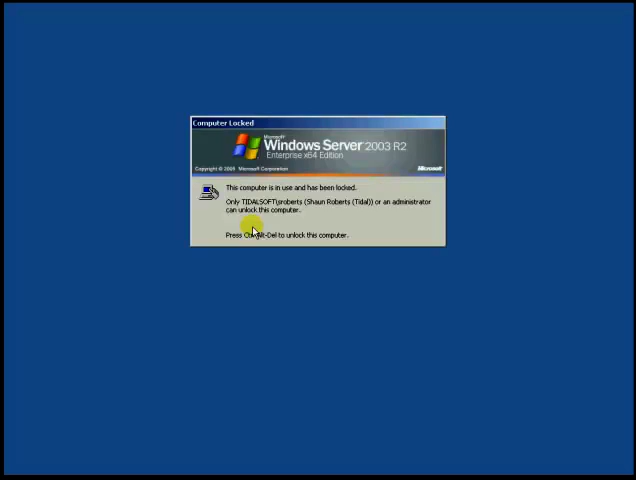 Computer Locked
Microsoft
Windows Server 2003 R2
Enterprise x64 Edition
Copyright © 2005 Microsoft Corporation
Microsoft
This computer is in use and has been locked.
Only TIDALSOFT\sroberts (Shaun Roberts (Tidal)) or an administrator
can unlock this computer.
Press Ctrl-Alt-Del to unlock this computer.